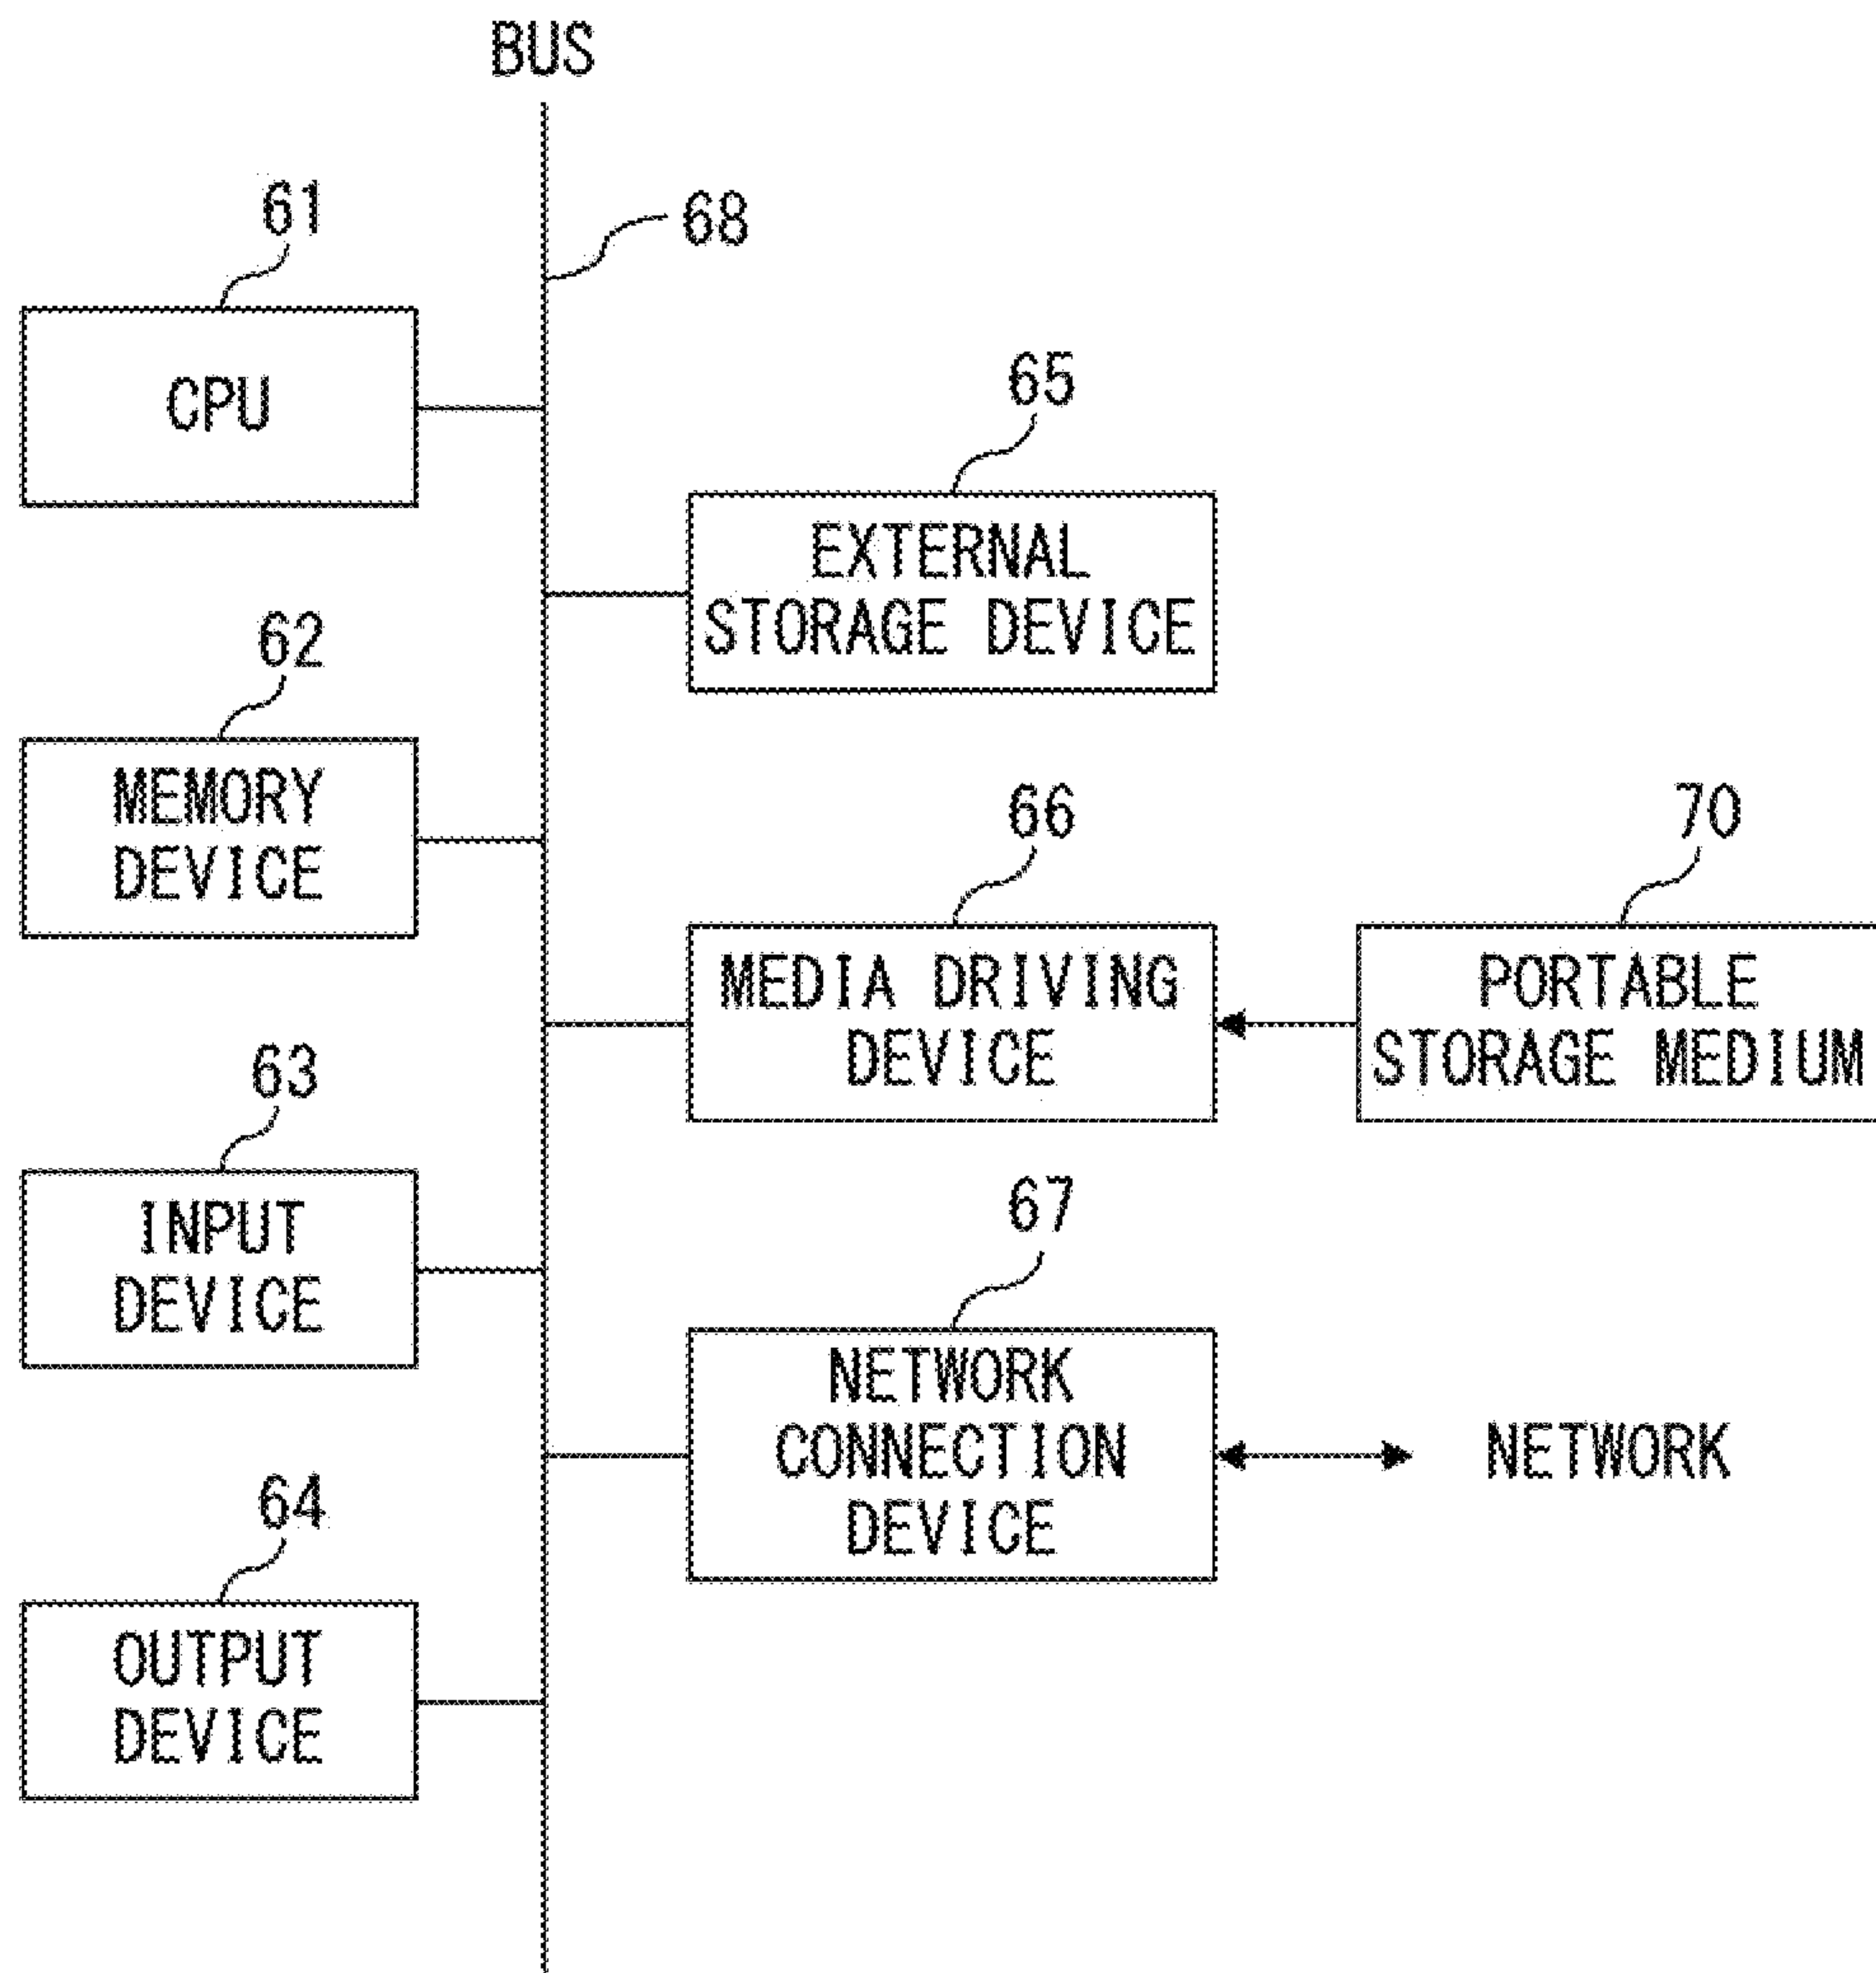 BUS
61
68
CPU
65
EXTERNAL
STORAGE DEVICE
62
MEMORY
DEVICE
66
70
MEDIA DRIVING
DEVICE
PORTABLE
STORAGE MEDIUM
63
INPUT
DEVICE
67
NETWORK
CONNECTION
DEVICE
NETWORK
64
OUTPUT
DEVICE